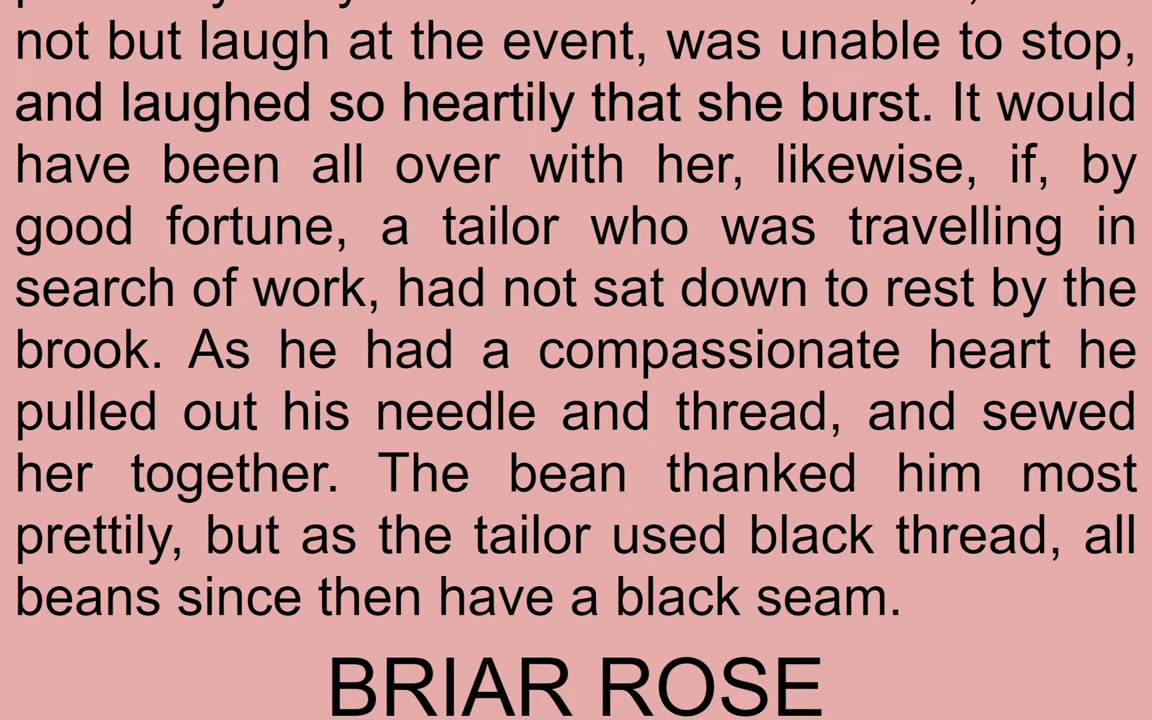 not but laugh at the event, was unable to stop,
and laughed so heartily that she burst. It would
have been all over with her, likewise, if, by
good fortune, a tailor who was travelling in
search of work, had not sat down to rest by the
brook. As he had a compassionate heart he
pulled out his needle and thread, and sewed
her together. The bean thanked him most
prettily, but as the tailor used black thread, all
beans since then have a black seam.
BRIAR ROSE